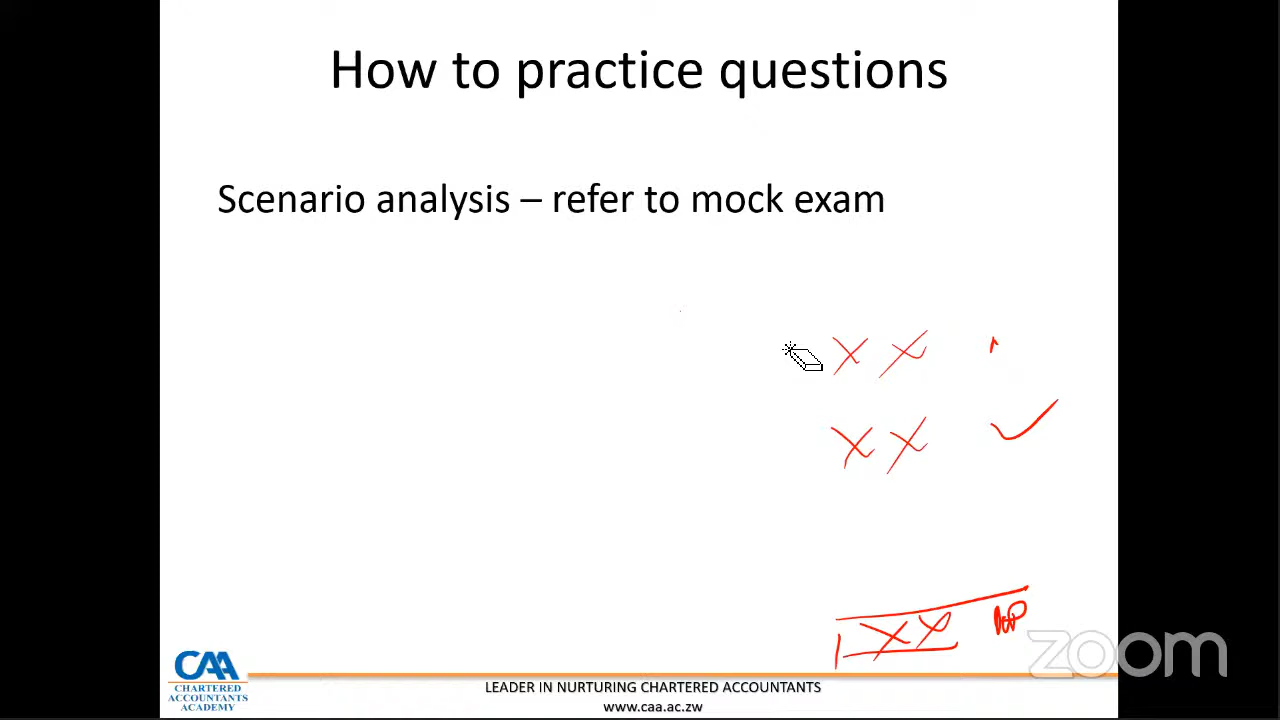 How to practice questions
Scenario analysis – refer to mock exam
X X
X X
XX
zoom
CAA
CHARTERED
ACCOUNTANTS
ACADEMY
LEADER IN NURTURING CHARTERED ACCOUNTANTS
www.caa.ac.zw